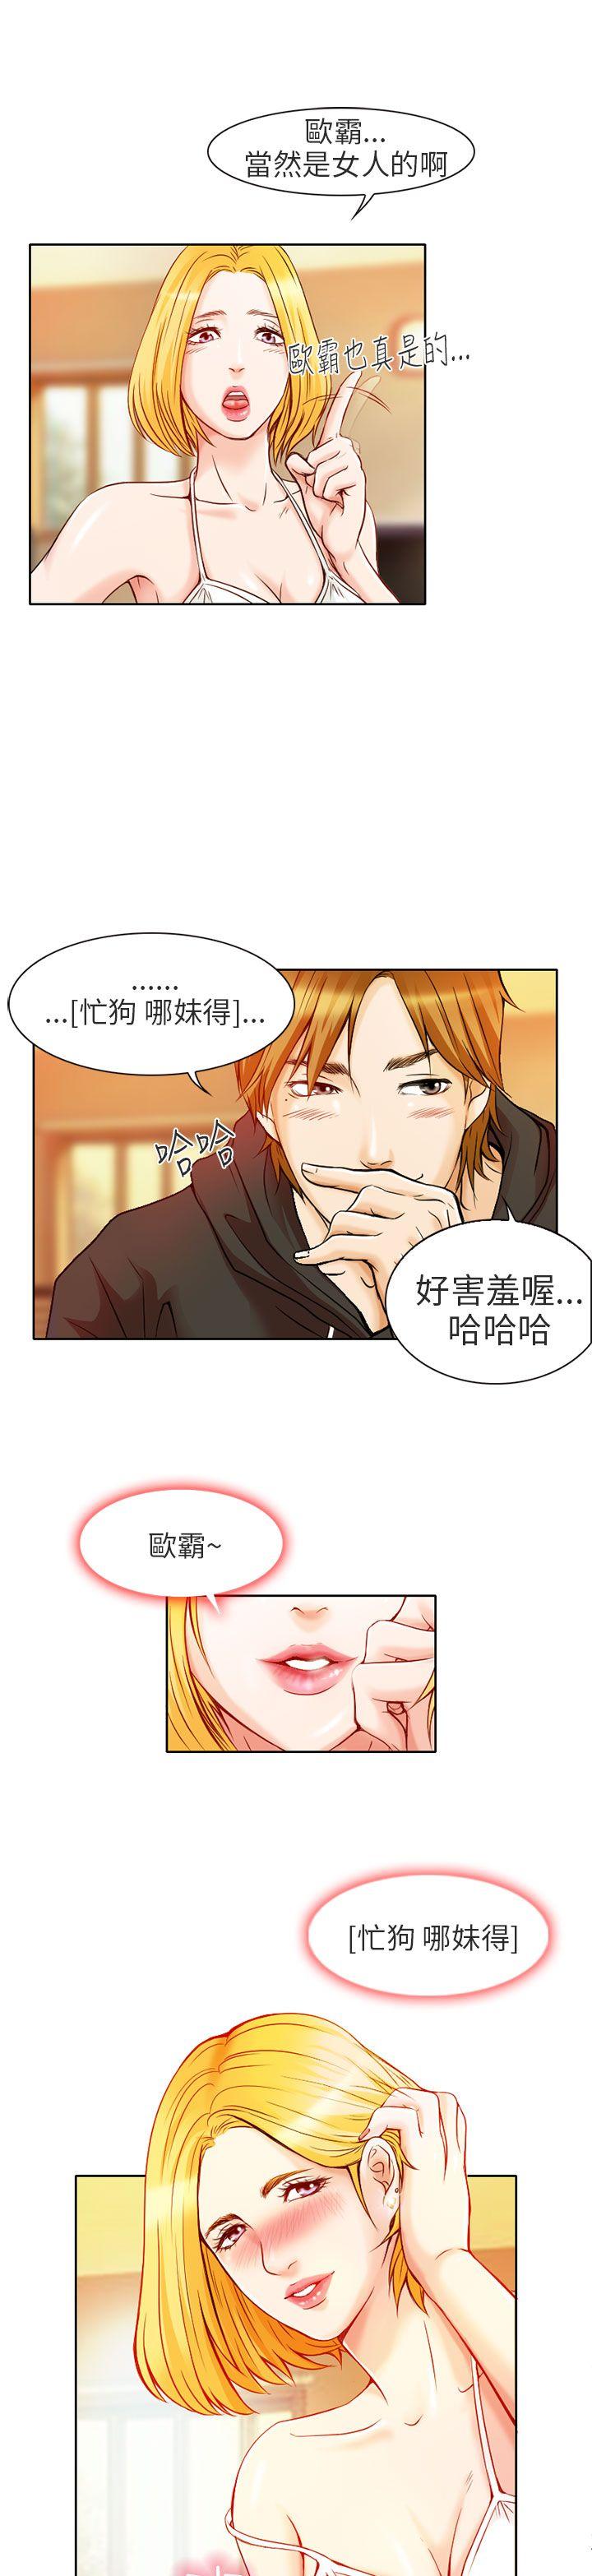 歐霸...
當然是女人的啊
歐霸也真是的...
......
...[忙狗 哪妹得]...
哈哈
好害羞喔...
哈哈哈
歐霸~
[忙狗 哪妹得]